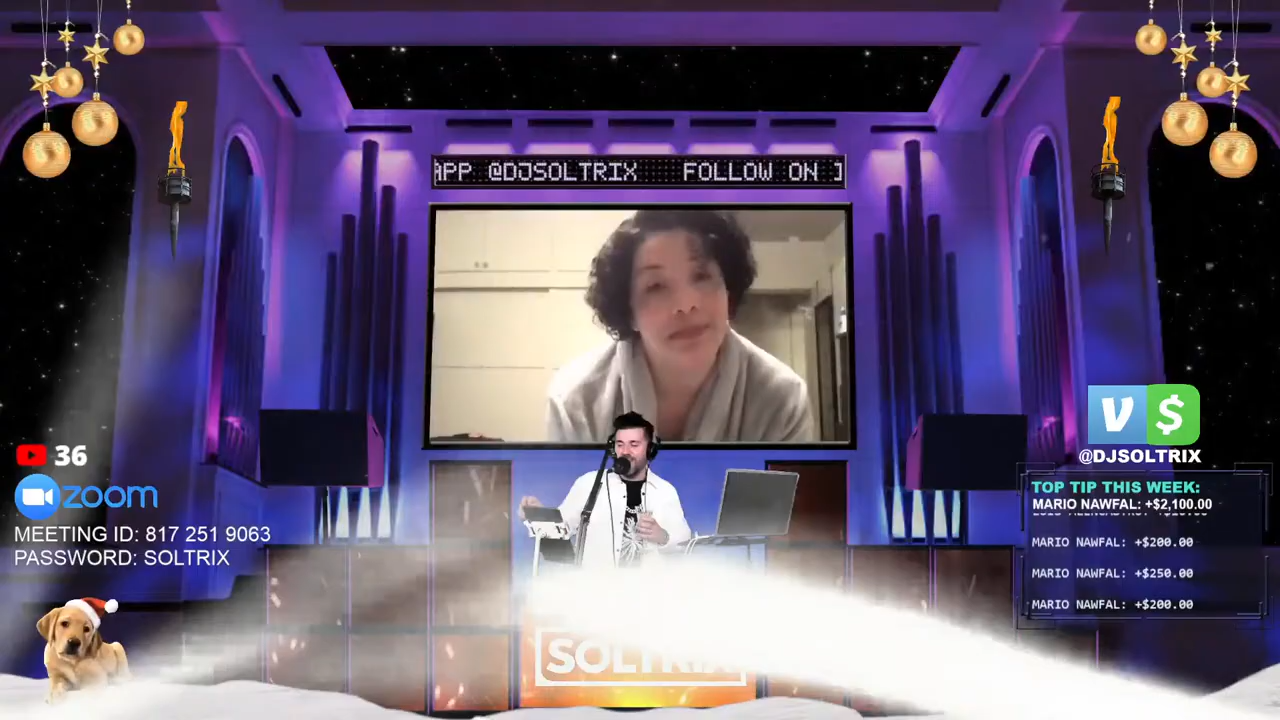 APP @DJSOLTRIX FOLLOW ON
36
zoom
MEETING ID: 817 251 9063
PASSWORD: SOLTRIX
V $
@DJSOLTRIX
TOP TIP THIS WEEK:
MARIO NAWFAL: +$2,100.00
MARIO NAWFAL: +$200.00
MARIO NAWFAL: +$250.00
MARIO NAWFAL: +$200.00
SOLTRIX